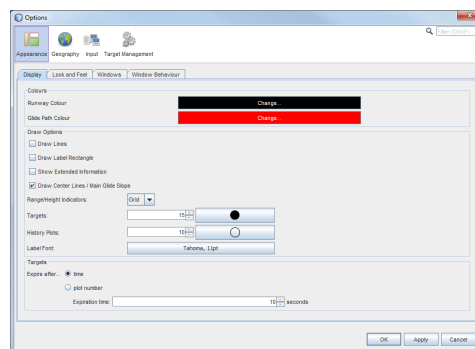 Options
Filter (Ctrl+F)
Appearance Geography Input Target Management
Display Look and Feel Windows Window Behaviour
Colours
Runway Colour Change...
Glide Path Colour Change...
Draw Options
Draw Lines
Draw Label Rectangle
Show Extended Information
Draw Center Lines / Main Glide Slope
Range/Height Indicators: Grid
Targets: 15
History Plots: 10
Label Font: Tahoma, 11pt
Targets
Expire after... time
plot number
Expiration time: 10 seconds
OK Apply Cancel